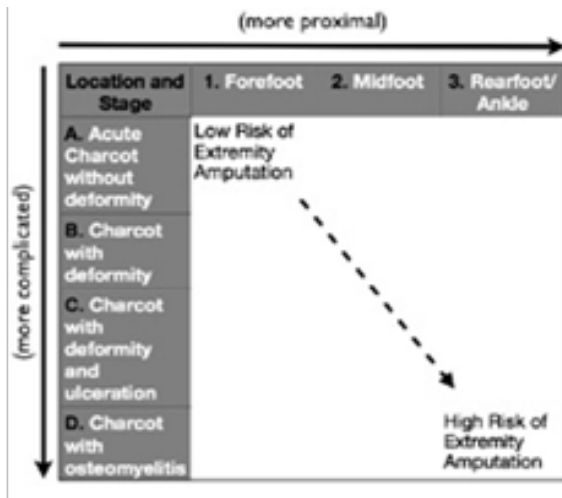 (more proximal)
Location and
Stage
1. Forefoot
2. Midfoot
3. Rearfoot/
Ankle
(more complicated)
A. Acute
Charcot
without
deformity
Low Risk of
Extremity
Amputation
B. Charcot
with
deformity
C. Charcot
with
deformity
and
ulceration
D. Charcot
with
osteomyelitis
High Risk of
Extremity
Amputation